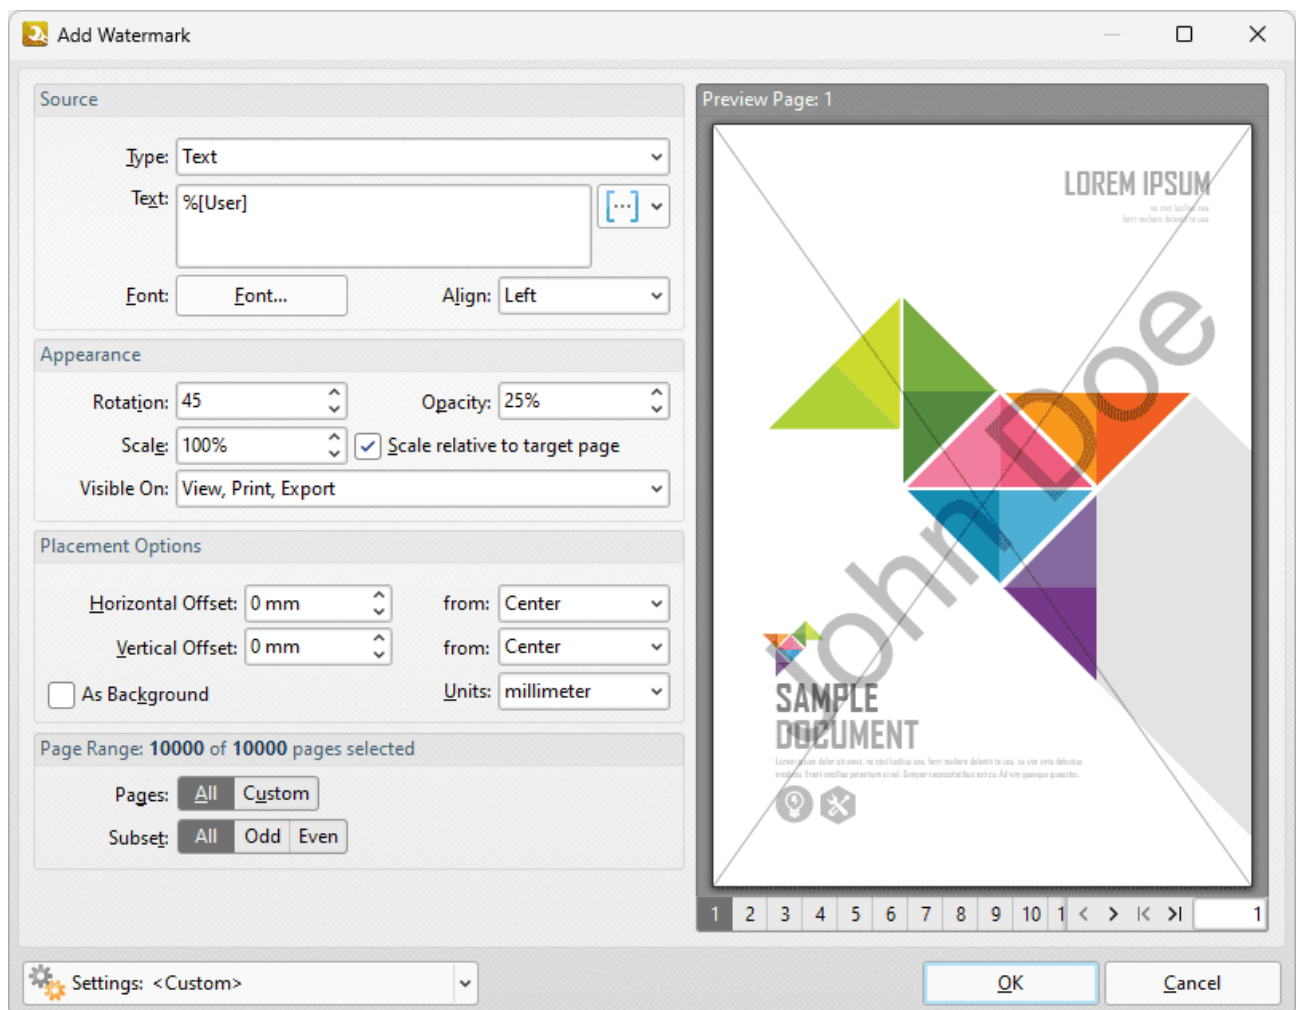 Add Watermark
Source
Type: Text
Text: %[User]
Font: Font... Align: Left
Appearance
Rotation: 45 Opacity: 25%
Scale: 100% Scale relative to target page
Visible On: View, Print, Export
Placement Options
Horizontal Offset: 0 mm from: Center
Vertical Offset: 0 mm from: Center
As Background Units: millimeter
Page Range: 10000 of 10000 pages selected
Pages: All Custom
Subset: All Odd Even
Preview Page: 1
LOREM IPSUM
John Doe
SAMPLE
DOCUMENT
1 2 3 4 5 6 7 8 9 10 1 1
Settings: <Custom>
OK Cancel